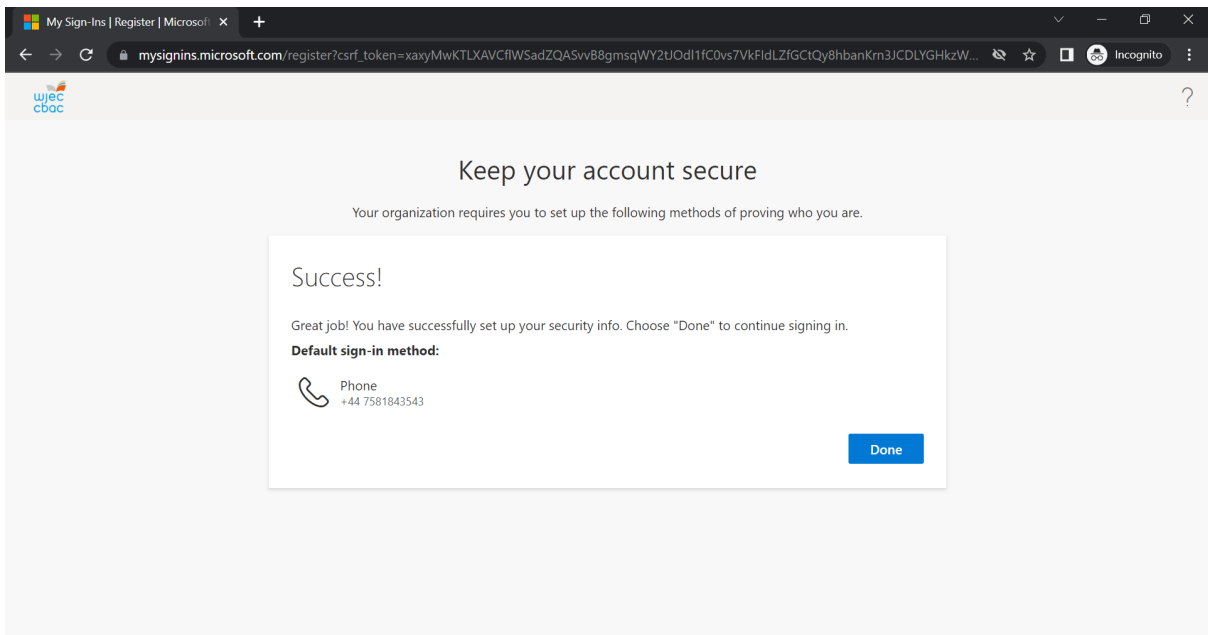 My Sign-Ins | Register | Microsoft
mysignins.microsoft.com/register?csrf_token=xaxyMwKTLXAVCflWSadZQASvvB8gmsqWY2tJOdl1fC0vs7VkFIdLZfGCtQy8hbanKrn3JCDLYGHkzW...
Incognito
wjec
cbac
?
Keep your account secure
Your organization requires you to set up the following methods of proving who you are.
Success!
Great job! You have successfully set up your security info. Choose "Done" to continue signing in.
Default sign-in method:
Phone
+44 7581843543
Done